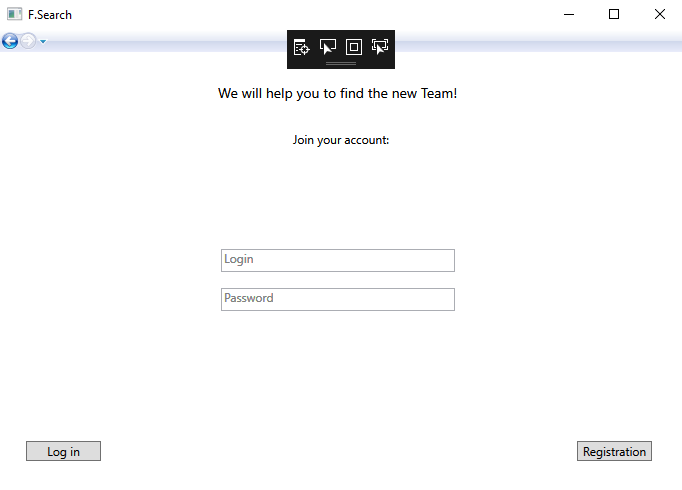 F.Search
We will help you to find the new Team!
Join your account:
Login
Password
Log in
Registration